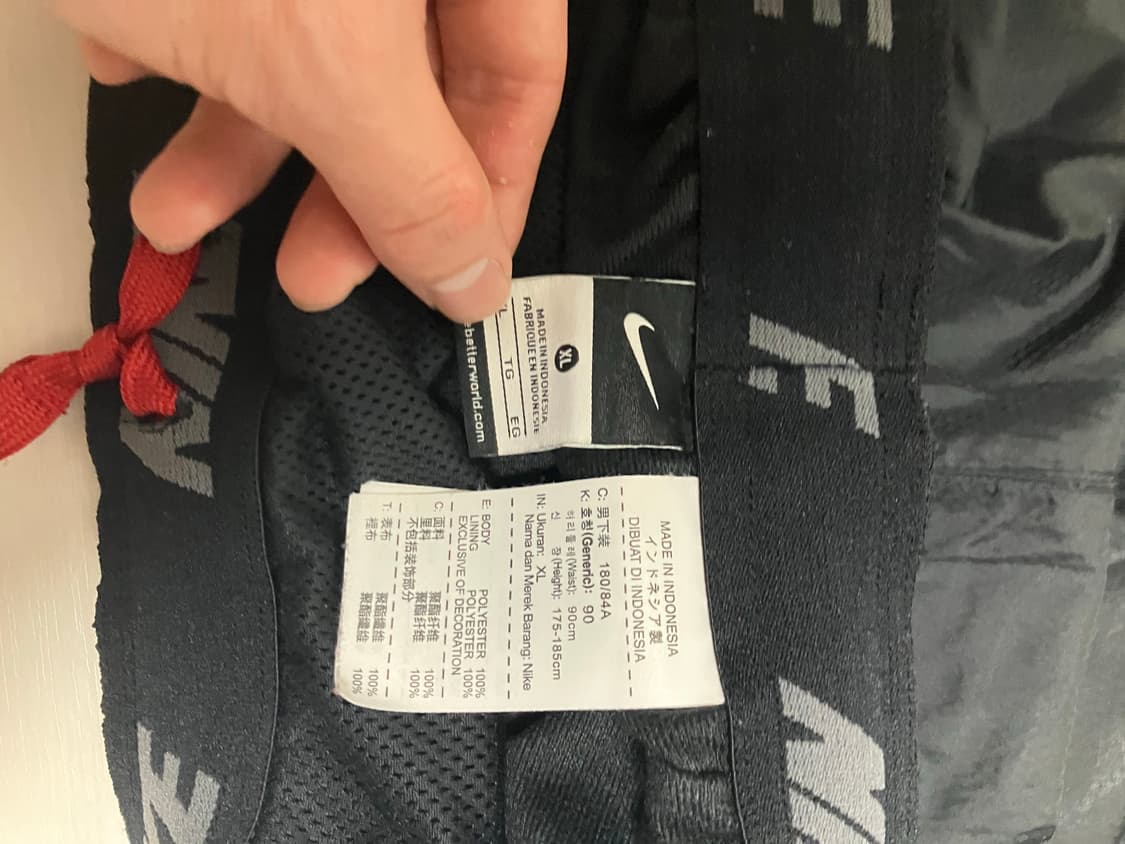 XL
MADE IN INDONESIA
FABRIQUE EN INDONESIE
TG EG
betterworld.com
MADE IN INDONESIA
インドネシア製
DIBUAT DI INDONESIA
C: 男下装 180/84A
K: 호칭(Generic): 90
허리둘레(Waist): 90cm
신 장(Height): 175-185cm
IN: Ukuran: XL
Nama dan Merek Barang: Nike
E: BODY POLYESTER 100%
LINING POLYESTER 100%
EXCLUSIVE OF DECORATION
C: 面料 聚酯纤维 100%
里料 聚酯纤维 100%
不包括装饰部分
T: 表布 聚酯纖維 100%
裡布 聚酯纖維 100%